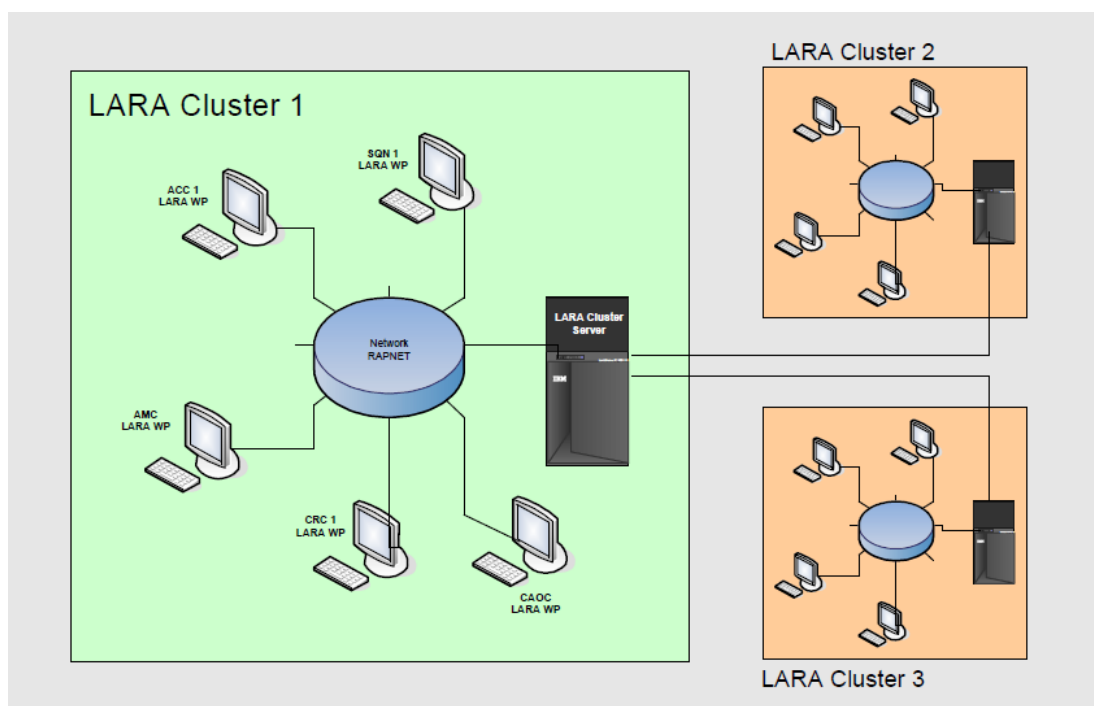 LARA Cluster 2
LARA Cluster 1
SQN 1
LARA WP
ACC 1
LARA WP
LARA Cluster
Server
Network
RAPNET
IBM
AMC
LARA WP
CRC 1
LARA WP
CAOC
LARA WP
LARA Cluster 3